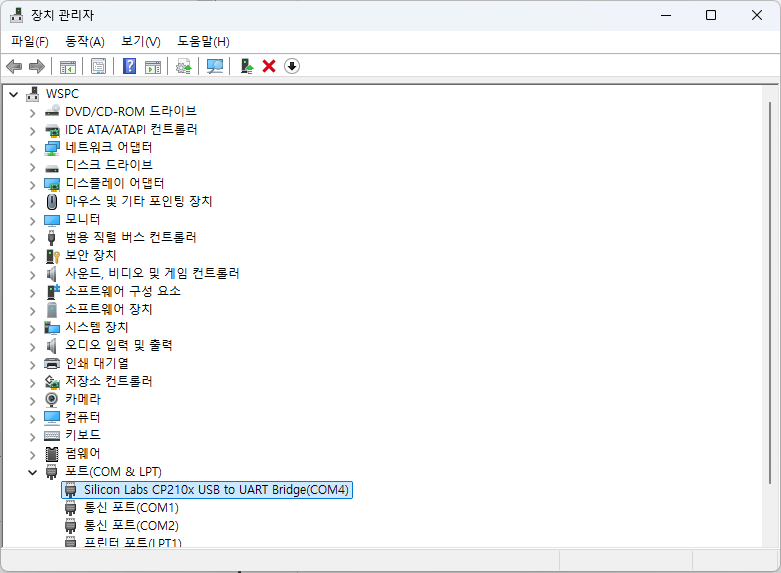 장치 관리자
파일(F) 동작(A) 보기(V) 도움말(H)
WSPC
DVD/CD-ROM 드라이브
IDE ATA/ATAPI 컨트롤러
네트워크 어댑터
디스크 드라이브
디스플레이 어댑터
마우스 및 기타 포인팅 장치
모니터
범용 직렬 버스 컨트롤러
보안 장치
사운드, 비디오 및 게임 컨트롤러
소프트웨어 구성 요소
소프트웨어 장치
시스템 장치
오디오 입력 및 출력
인쇄 대기열
저장소 컨트롤러
카메라
컴퓨터
키보드
펌웨어
포트(COM & LPT)
Silicon Labs CP210x USB to UART Bridge(COM4)
통신 포트(COM1)
통신 포트(COM2)
프린터 포트(LPT1)